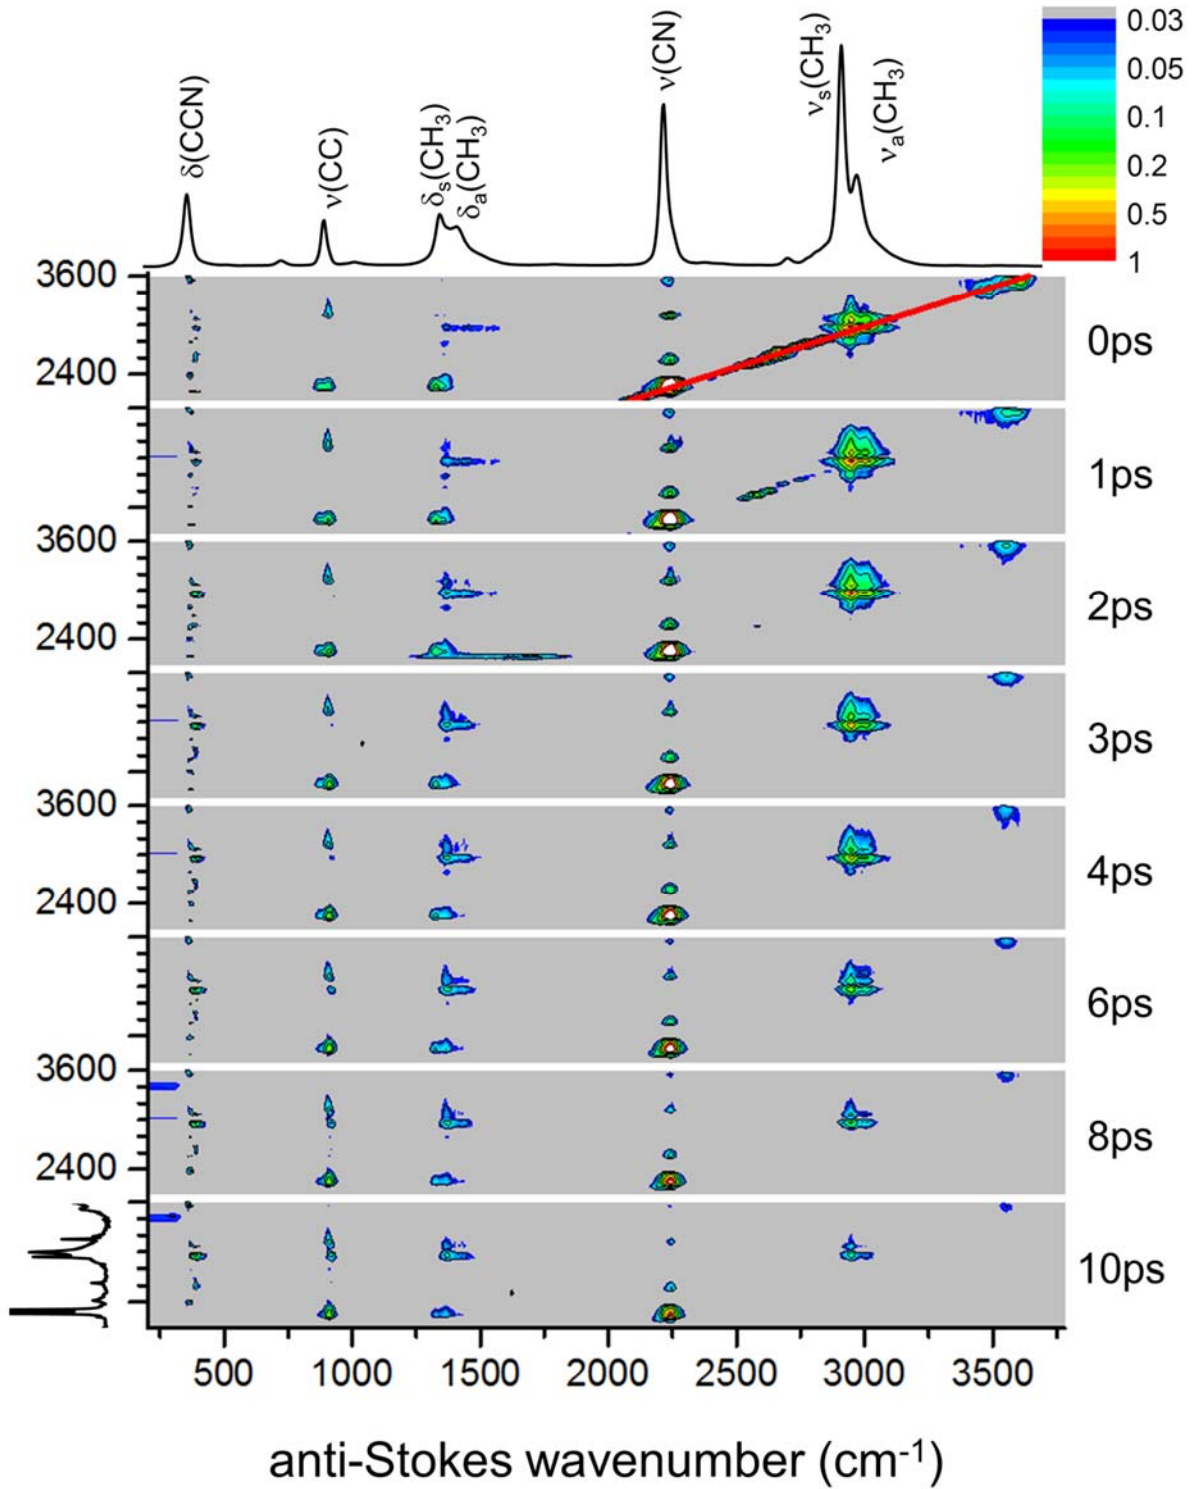 δ(CCN)
ν(CC)
δs(CH3)
δa(CH3)
ν(CN)
νs(CH3)
νa(CH3)
0.03
0.05
0.1
0.2
0.5
1
3600
2400
0ps
1ps
3600
2400
2ps
3ps
3600
2400
4ps
6ps
3600
2400
8ps
10ps
500 1000 1500 2000 2500 3000 3500
anti-Stokes wavenumber (cm-1)